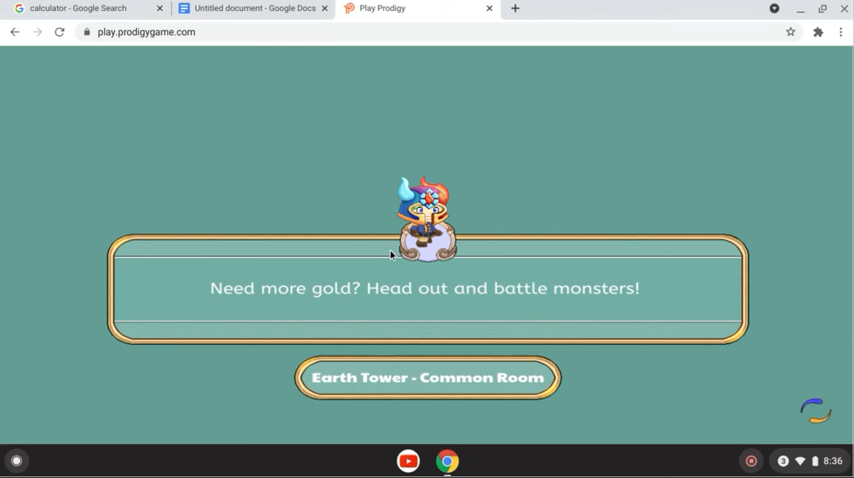 calculator - Google Search
Untitled document - Google Docs
Play Prodigy
play.prodigygame.com
Need more gold? Head out and battle monsters!
Earth Tower - Common Room
3
8:36